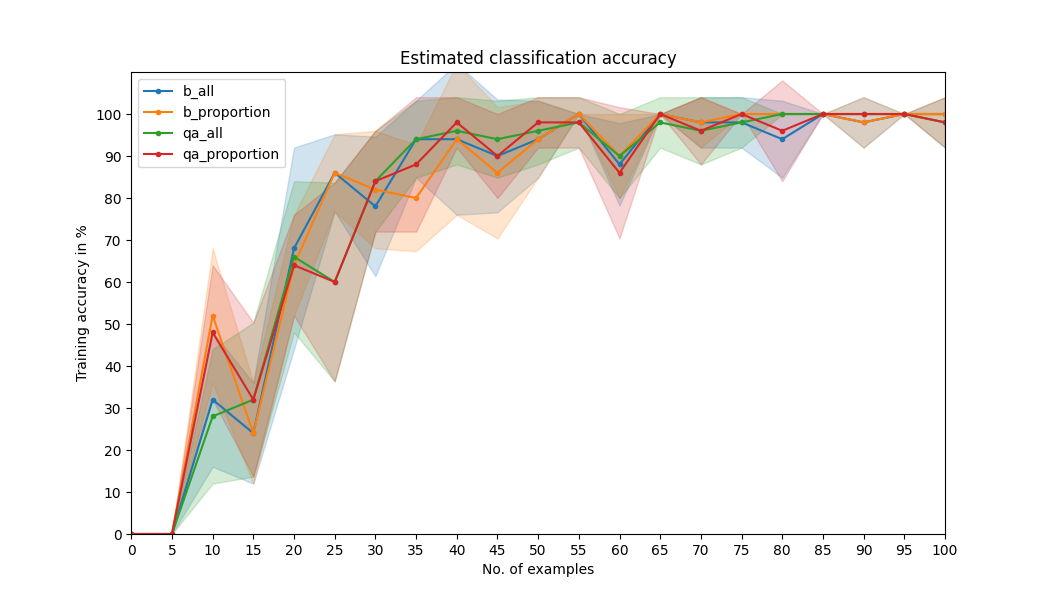 Estimated classification accuracy
b_all
b_proportion
qa_all
qa_proportion
Training accuracy in %
100
90
80
70
60
50
40
30
20
10
0
0 5 10 15 20 25 30 35 40 45 50 55 60 65 70 75 80 85 90 95 100
No. of examples